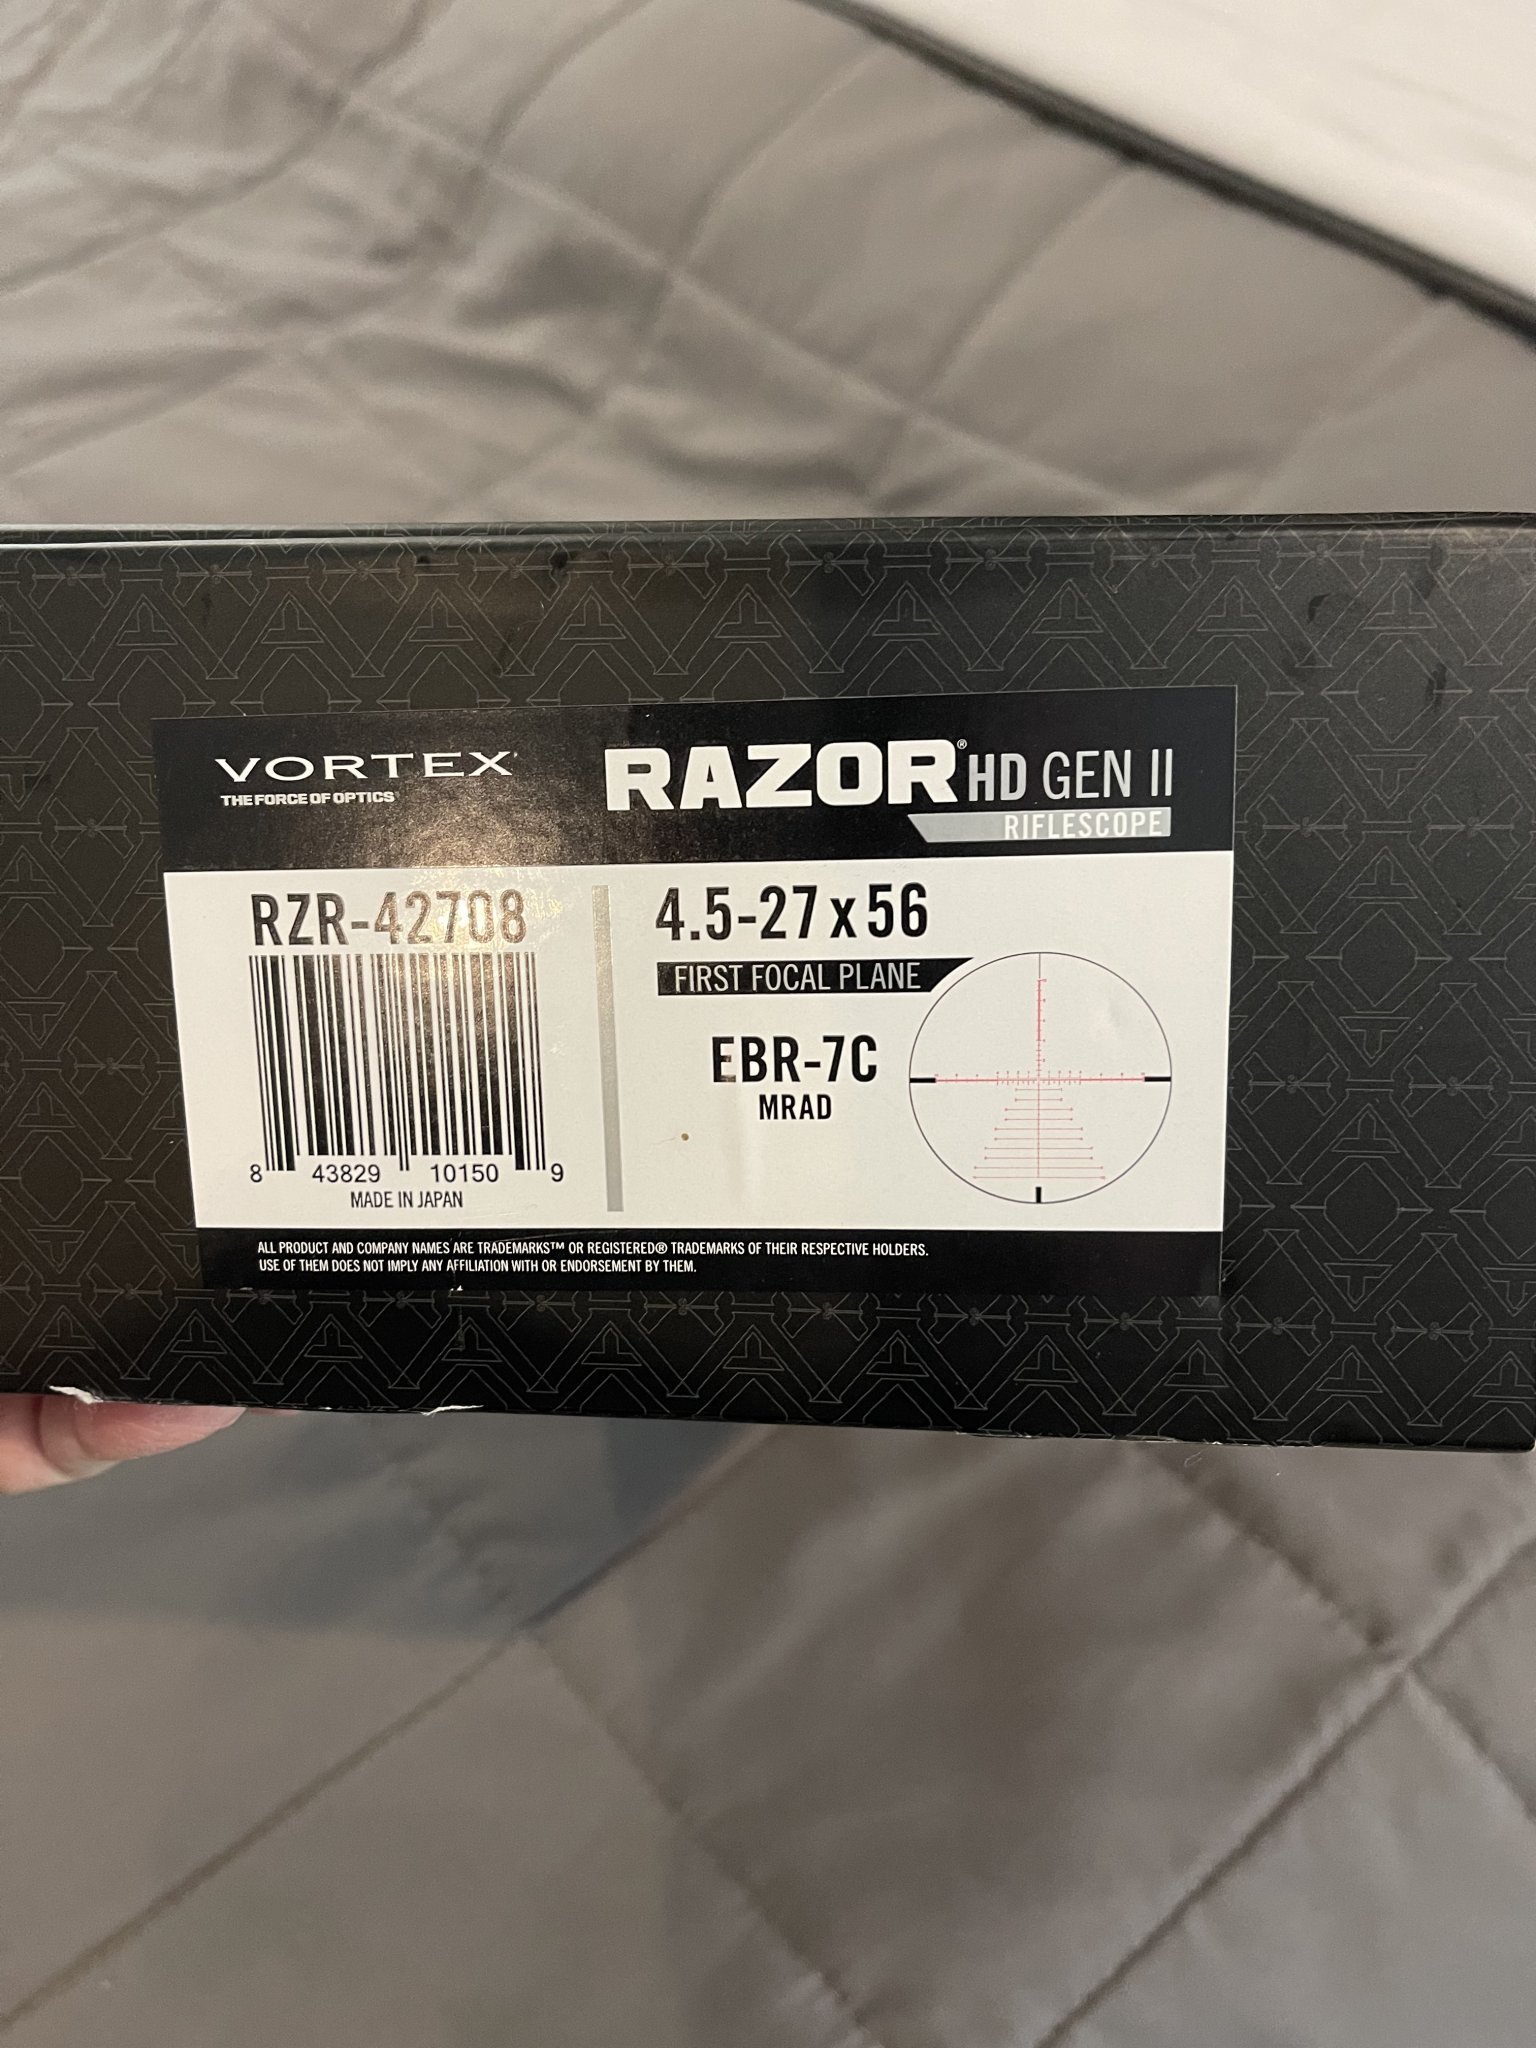 VORTEX
THE FORCE OF OPTICS
RAZOR® HD GEN II
RIFLESCOPE
RZR-42708
8 43829 10150 9
MADE IN JAPAN
4.5-27 x 56
FIRST FOCAL PLANE
EBR-7C
MRAD
ALL PRODUCT AND COMPANY NAMES ARE TRADEMARKS™ OR REGISTERED® TRADEMARKS OF THEIR RESPECTIVE HOLDERS.
USE OF THEM DOES NOT IMPLY ANY AFFILIATION WITH OR ENDORSEMENT BY THEM.